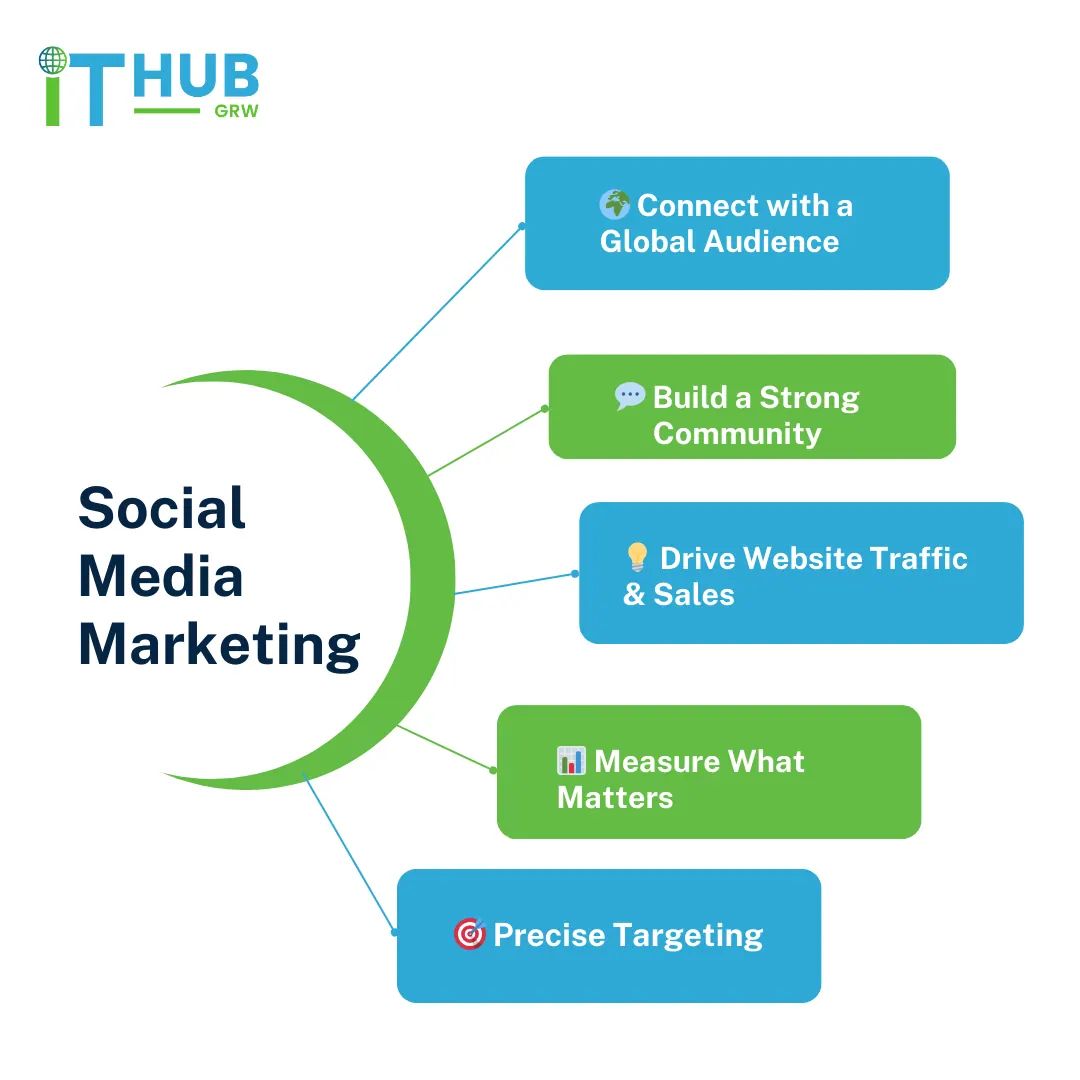 iT HUB
GRW
🌍 Connect with a
Global Audience
💬 Build a Strong
Community
Social
Media
Marketing
💡 Drive Website Traffic
& Sales
📊 Measure What
Matters
🎯 Precise Targeting